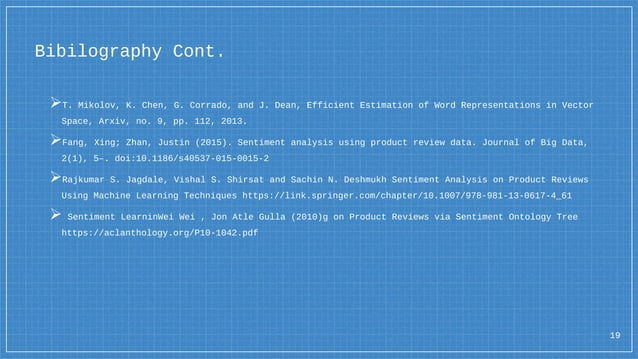 Bibilography Cont.
➢T. Mikolov, K. Chen, G. Corrado, and J. Dean, Efficient Estimation of Word Representations in Vector
Space, Arxiv, no. 9, pp. 112, 2013.
➢Fang, Xing; Zhan, Justin (2015). Sentiment analysis using product review data. Journal of Big Data,
2(1), 5–. doi:10.1186/s40537-015-0015-2
➢Rajkumar S. Jagdale, Vishal S. Shirsat and Sachin N. Deshmukh Sentiment Analysis on Product Reviews
Using Machine Learning Techniques https://link.springer.com/chapter/10.1007/978-981-13-0617-4_61
➢ Sentiment LearninWei Wei , Jon Atle Gulla (2010)g on Product Reviews via Sentiment Ontology Tree
https://aclanthology.org/P10-1042.pdf
19